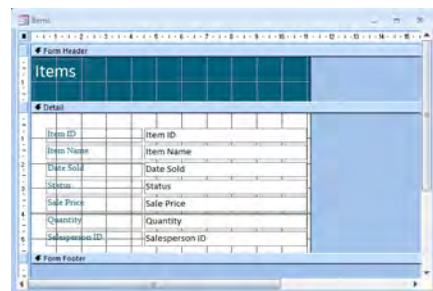 Items
Form Header
Items
Detail
Item ID Item ID
Item Name Item Name
Date Sold Date Sold
Status Status
Sale Price Sale Price
Quantity Quantity
Salesperson ID Salesperson ID
Form Footer